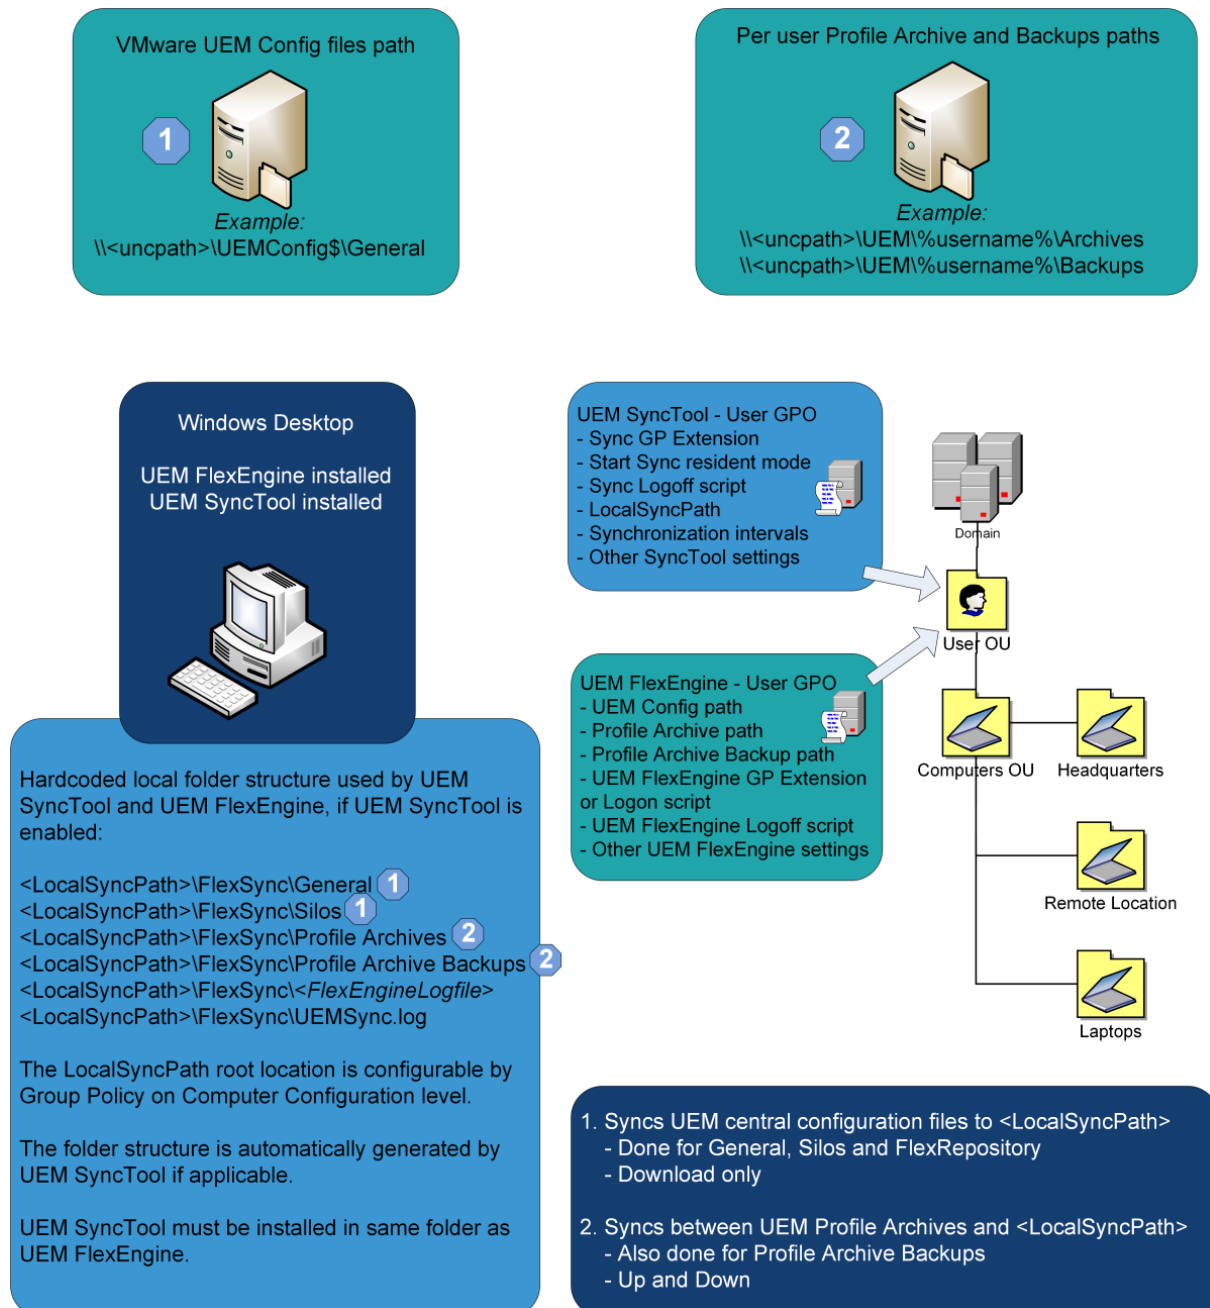 VMware UEM Config files path
1
Example:
\\<uncpath>\UEMConfig$\General
Per user Profile Archive and Backups paths
2
Example:
\\<uncpath>\UEM\%username%\Archives
\\<uncpath>\UEM\%username%\Backups
Windows Desktop
UEM FlexEngine installed
UEM SyncTool installed
Hardcoded local folder structure used by UEM
SyncTool and UEM FlexEngine, if UEM SyncTool is
enabled:
<LocalSyncPath>\FlexSync\General 1
<LocalSyncPath>\FlexSync\Silos 1
<LocalSyncPath>\FlexSync\Profile Archives 2
<LocalSyncPath>\FlexSync\Profile Archive Backups 2
<LocalSyncPath>\FlexSync\<FlexEngineLogfile>
<LocalSyncPath>\FlexSync\UEMSync.log
The LocalSyncPath root location is configurable by
Group Policy on Computer Configuration level.
The folder structure is automatically generated by
UEM SyncTool if applicable.
UEM SyncTool must be installed in same folder as
UEM FlexEngine.
UEM SyncTool - User GPO
- Sync GP Extension
- Start Sync resident mode
- Sync Logoff script
- LocalSyncPath
- Synchronization intervals
- Other SyncTool settings
UEM FlexEngine - User GPO
- UEM Config path
- Profile Archive path
- Profile Archive Backup path
- UEM FlexEngine GP Extension
or Logon script
- UEM FlexEngine Logoff script
- Other UEM FlexEngine settings
Domain
User OU
Computers OU
Headquarters
Remote Location
Laptops
1. Syncs UEM central configuration files to <LocalSyncPath>
- Done for General, Silos and FlexRepository
- Download only
2. Syncs between UEM Profile Archives and <LocalSyncPath>
- Also done for Profile Archive Backups
- Up and Down